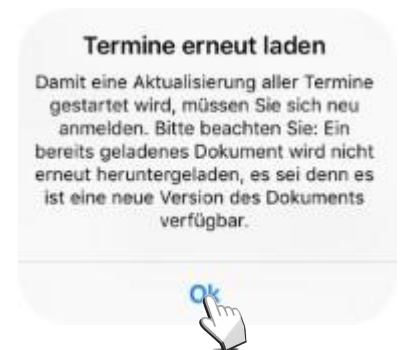 Termine erneut laden
Damit eine Aktualisierung aller Termine
gestartet wird, müssen Sie sich neu
anmelden. Bitte beachten Sie: Ein
bereits geladenes Dokument wird nicht
erneut heruntergeladen, es sei denn es
ist eine neue Version des Dokuments
verfügbar.
Ok